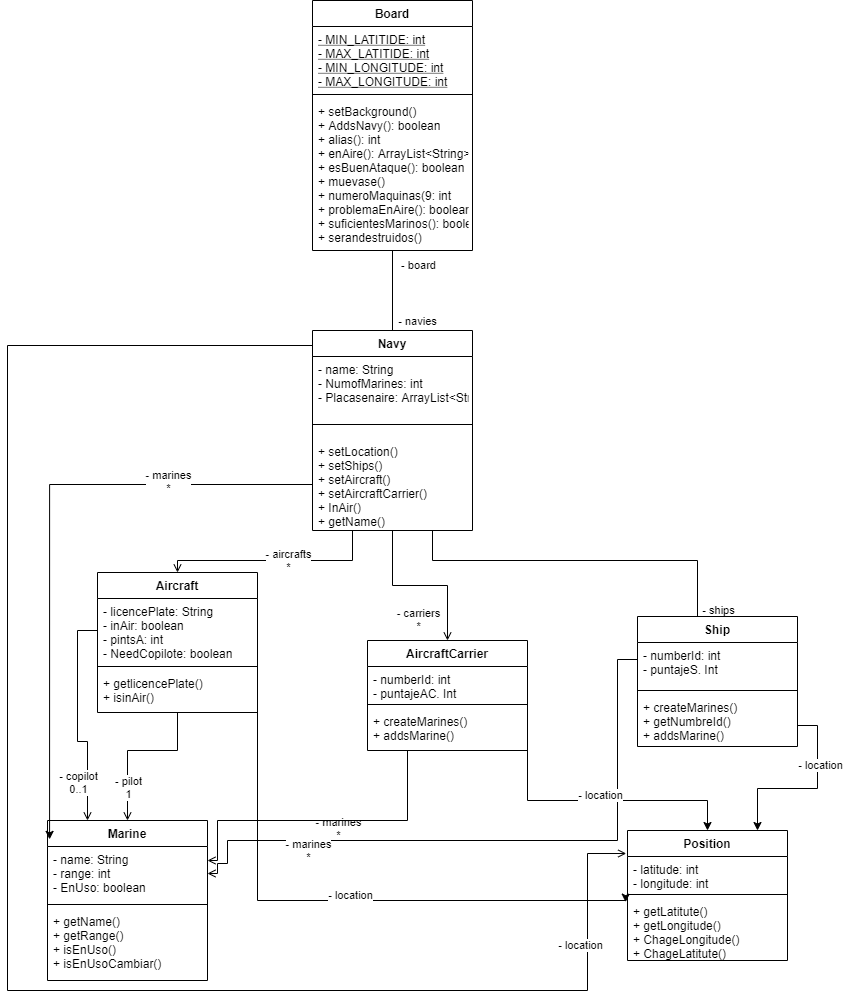 Board
- MIN_LATITIDE: int
- MAX_LATITIDE: int
- MIN_LONGITUDE: int
- MAX_LONGITUDE: int
+ setBackground()
+ AddsNavy(): boolean
+ alias(): int
+ enAire(): ArrayList<String>
+ esBuenAtaque(): boolean
+ muevase()
+ numeroMaquinas(9: int
+ problemaEnAire(): boolear
+ suficientesMarinos(): boole
+ serandestruidos()
- board
- navies
Navy
- name: String
- NumofMarines: int
- Placasenaire: ArrayList<Sti
+ setLocation()
+ setShips()
+ setAircraft()
+ setAircraftCarrier()
+ InAir()
+ getName()
- marines
*
- aircrafts
*
- carriers
*
- ships
Aircraft
- licencePlate: String
- inAir: boolean
- pintsA: int
- NeedCopilote: boolean
+ getlicencePlate()
+ isinAir()
AircraftCarrier
- numberId: int
- puntajeAC. Int
+ createMarines()
+ addsMarine()
Ship
- numberId: int
- puntajeS. Int
+ createMarines()
+ getNumbreId()
+ addsMarine()
- location
- copilot
0..1
- pilot
1
- location
- marines
*
- marines
*
Marine
- name: String
- range: int
- EnUso: boolean
+ getName()
+ getRange()
+ isEnUso()
+ isEnUsoCambiar()
- location
- location
Position
- latitude: int
- longitude: int
+ getLatitute()
+ getLongitude()
+ ChageLongitude()
+ ChageLatitute()